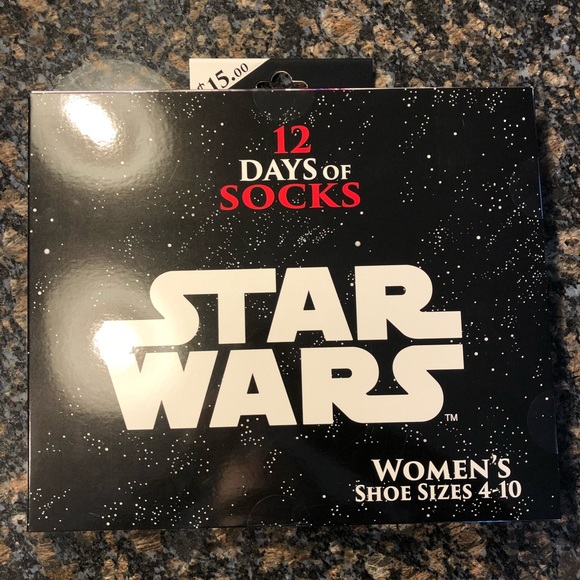 $15.00
12
DAYS OF
SOCKS
STAR
WARS
TM
WOMEN'S
SHOE SIZES 4-10